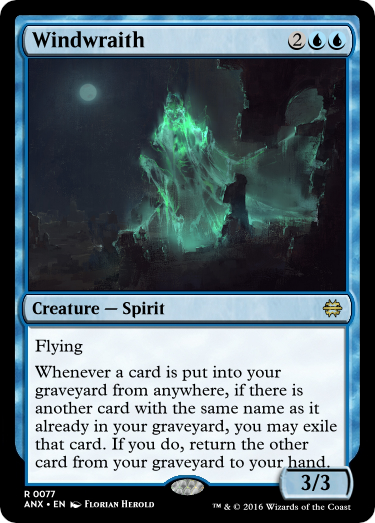 Windwraith 2
Creature — Spirit
Flying
Whenever a card is put into your
graveyard from anywhere, if there is
another card with the same name as it
already in your graveyard, you may exile
that card. If you do, return the other
card from your graveyard to your hand.
3/3
R 0077
ANX • EN Florian Herold
™ & © 2016 Wizards of the Coast